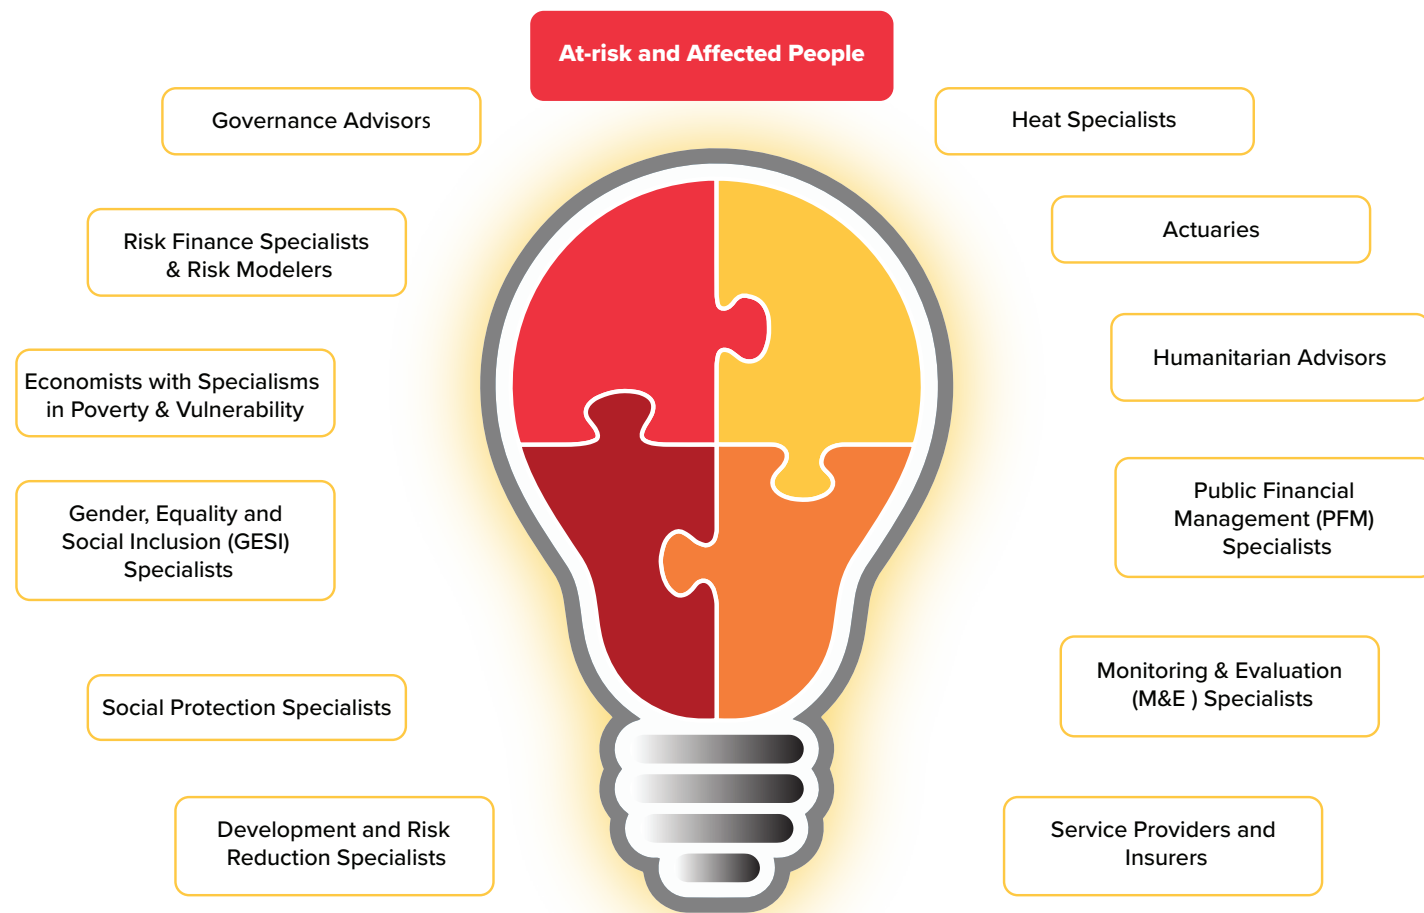 At-risk and Affected People
Governance Advisors
Heat Specialists
Risk Finance Specialists
& Risk Modelers
Actuaries
Economists with Specialisms
in Poverty & Vulnerability
Humanitarian Advisors
Gender, Equality and
Social Inclusion (GESI)
Specialists
Public Financial
Management (PFM)
Specialists
Social Protection Specialists
Monitoring & Evaluation
(M&E ) Specialists
Development and Risk
Reduction Specialists
Service Providers and
Insurers